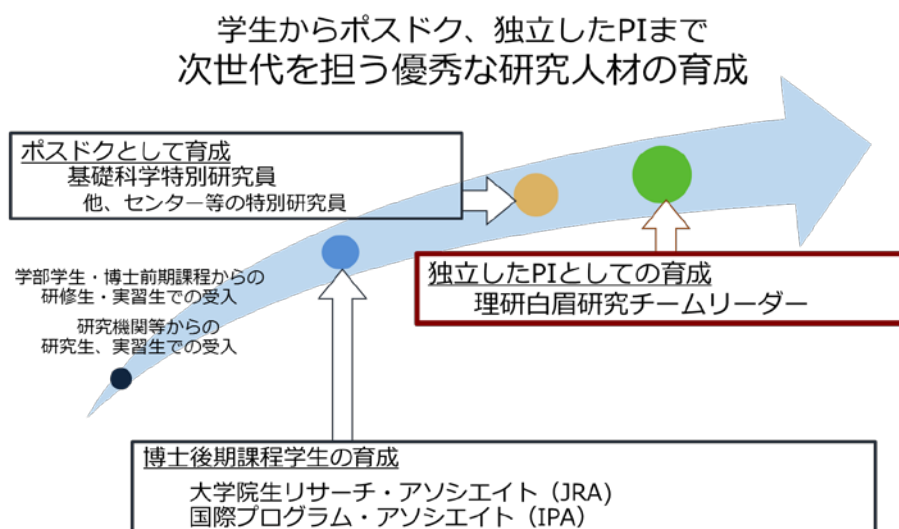 学生からポスドク、独立したPIまで
次世代を担う優秀な研究人材の育成
ポスドクとして育成
基礎科学特別研究員
他、センター等の特別研究員
学部学生・博士前期課程からの
研修生・実習生での受入
研究機関等からの
研究生、実習生での受入
独立したPIとしての育成
理研白眉研究チームリーダー
博士後期課程学生の育成
大学院生リサーチ・アソシエイト（JRA)
国際プログラム・アソシエイト（IPA）